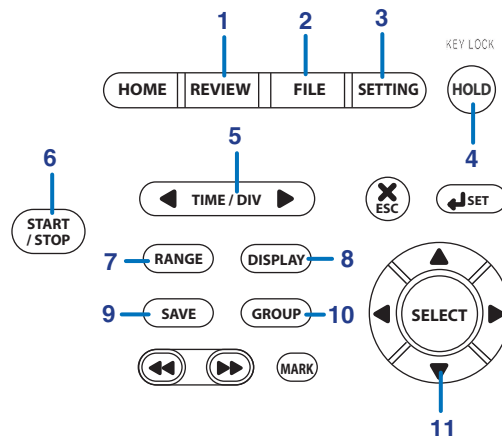 1
2
3
KEY LOCK
HOME
REVIEW
FILE
SETTING
HOLD
4
5
6
TIME / DIV
ESC
SET
START
/ STOP
7
RANGE
DISPLAY
8
9
SAVE
GROUP
10
SELECT
MARK
11